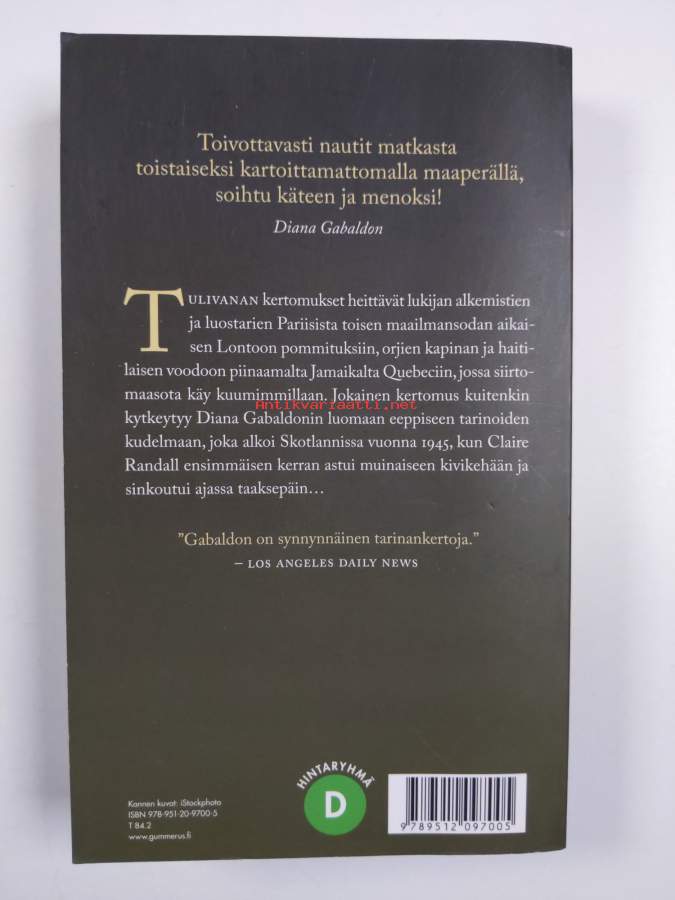 Toivottavasti nautit matkasta
toistaiseksi kartoittamattomalla maaperällä,
soihtu käteen ja menoksi!
Diana Gabaldon
TULIVANAN kertomukset heittävät lukijan alkemistien
ja luostarien Pariisista toisen maailmansodan aikai-
sen Lontoon pommituksiin, orjien kapinan ja haiti-
laisen voodoon piinaamalta Jamaikalta Quebeciin, jossa siirto-
maasota käy kuumimmillaan. Jokainen kertomus kuitenkin
Antikvariaatti.net
kytkeytyy Diana Gabaldonin luomaan eeppiseen tarinoiden
kudelmaan, joka alkoi Skotlannissa vuonna 1945, kun Claire
Randall ensimmäisen kerran astui muinaiseen kivikehään ja
sinkoutui ajassa taaksepäin…
”Gabaldon on synnynnäinen tarinankertoja.”
– LOS ANGELES DAILY NEWS
HINTARYHMÄ
D
Kannen kuvat: iStockphoto
ISBN 978-951-20-9700-5
T 84.2
www.gummerus.fi
9 789512 097005